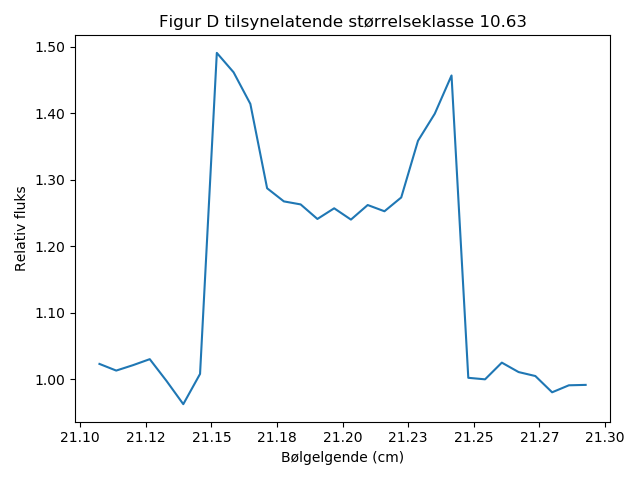 Figur D tilsynelatende størrelseklasse 10.63
1.50
1.40
1.30
1.20
1.10
1.00
Relativ fluks
21.10 21.12 21.15 21.18 21.20 21.23 21.25 21.27 21.30
Bølgelgende (cm)